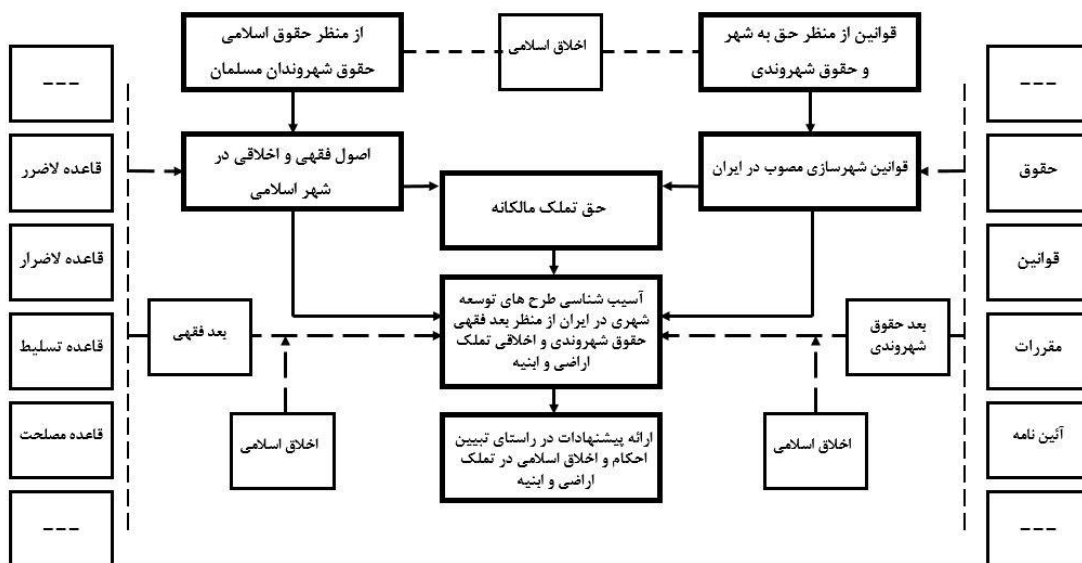 قوانین از منظر حق به شهر
و حقوق شهروندی
اخلاق اسلامی
از منظر حقوق اسلامی
حقوق شهروندان مسلمان
---
حقوق
قوانین
مقررات
آئین نامه
---
قوانین شهرسازی مصوب در ایران
اصول فقهی و اخلاقی در
شهر اسلامی
حق تملک مالکانه
آسیب شناسی طرح های توسعه
شهری در ایران از منظر بعد فقهی
حقوق شهروندی و اخلاقی تملک
اراضی و ابنیه
بعد حقوق
شهروندی
بعد فقهی
اخلاق اسلامی
ارائه پیشنهادات در راستای تبیین
احکام و اخلاق اسلامی در تملک
اراضی و ابنیه
اخلاق اسلامی
---
قاعده لاضرر
قاعده لاضرار
قاعده تسلیط
قاعده مصلحت
---